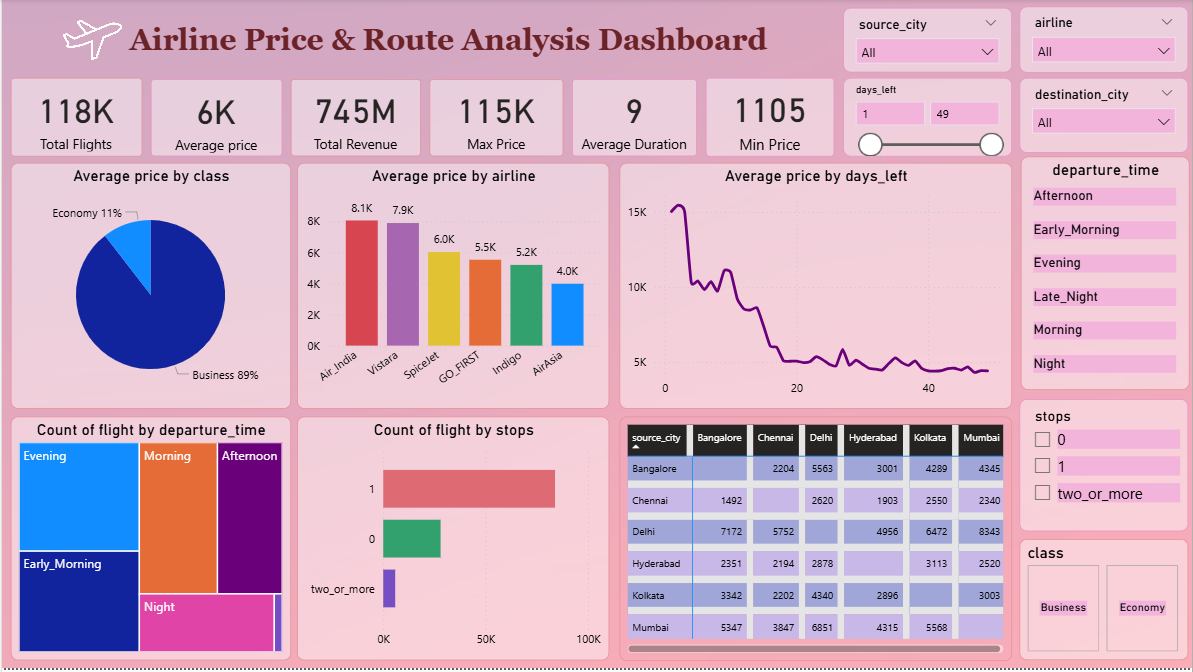 Airline Price & Route Analysis Dashboard
source_city
All
airline
All
118K
Total Flights
6K
Average price
745M
Total Revenue
115K
Max Price
9
Average Duration
1105
Min Price
days_left
1 49
destination_city
All
Average price by class
Economy 11%
Business 89%
Average price by airline
8K
6K
4K
2K
0K
8.1K
7.9K
6.0K
5.5K
5.2K
4.0K
Air_India
Vistara
SpiceJet
GO_FIRST
Indigo
AirAsia
Average price by days_left
15K
10K
5K
0 20 40
departure_time
Afternoon
Early_Morning
Evening
Late_Night
Morning
Night
Count of flight by departure_time
Evening
Early_Morning
Morning
Night
Afternoon
Count of flight by stops
1
0
two_or_more
0K 50K 100K
source_city Bangalore Chennai Delhi Hyderabad Kolkata Mumbai
Bangalore 2204 5563 3001 4289 4345
Chennai 1492 2620 1903 2550 2340
Delhi 7172 5752 4956 6472 8343
Hyderabad 2351 2194 2878 3113 2520
Kolkata 3342 2202 4340 2896 3003
Mumbai 5347 3847 6851 4315 5568
stops
0
1
two_or_more
class
Business Economy